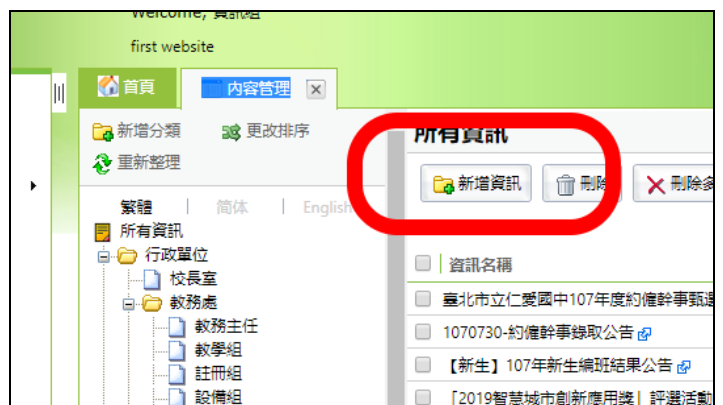 Welcome, 資訊組
first website
首頁
內容管理
新增分類
更改排序
重新整理
繁體 | 简体 | English
所有資訊
行政單位
校長室
教務處
教務主任
教學組
註冊組
設備組
所有資訊
新增資訊
刪除
刪除多
資訊名稱
臺北市立仁愛國中107年度約僱幹事甄選
1070730-約僱幹事錄取公告
【新生】107年新生編班結果公告
「2019智慧城市創新應用獎」評選活動